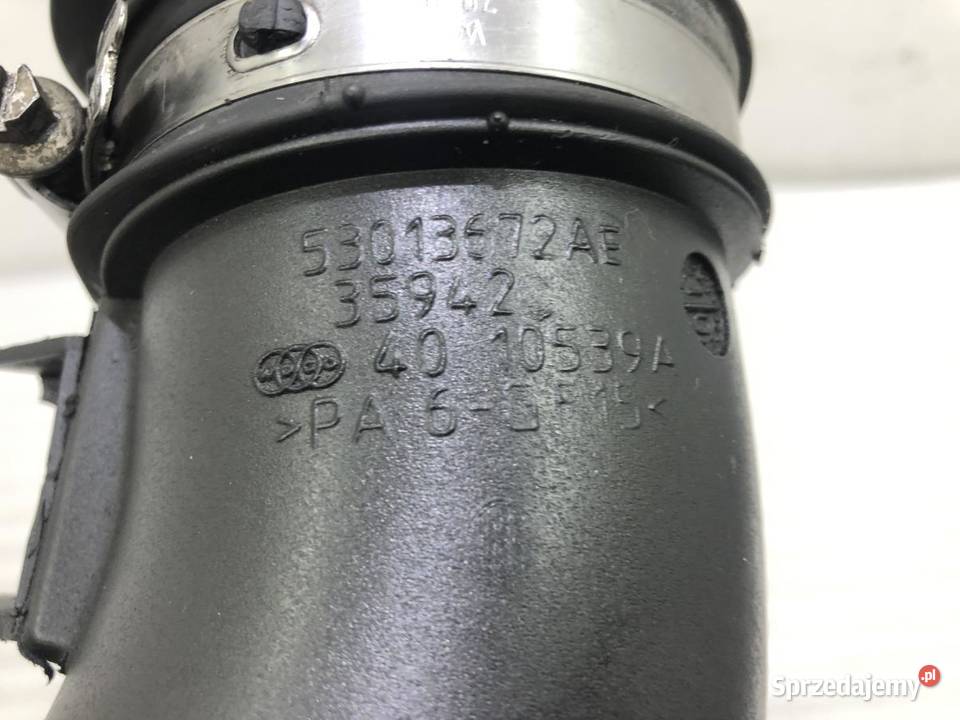 53013672AE
35942
40 10539A
>PA 6-GF15<
Sprzedajemy.pl